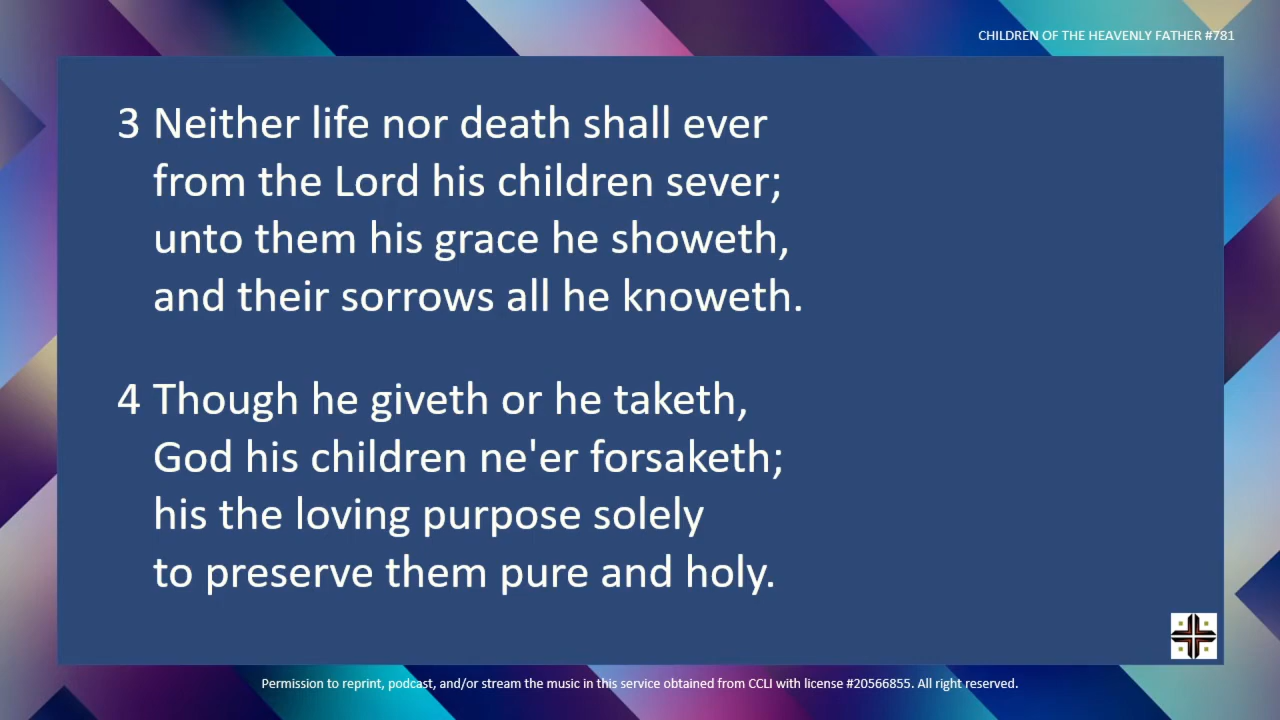 CHILDREN OF THE HEAVENLY FATHER #781
3 Neither life nor death shall ever
from the Lord his children sever;
unto them his grace he showeth,
and their sorrows all he knoweth.
4 Though he giveth or he taketh,
God his children ne'er forsaketh;
his the loving purpose solely
to preserve them pure and holy.
Permission to reprint, podcast, and/or stream the music in this service obtained from CCLI with license #20566855. All right reserved.